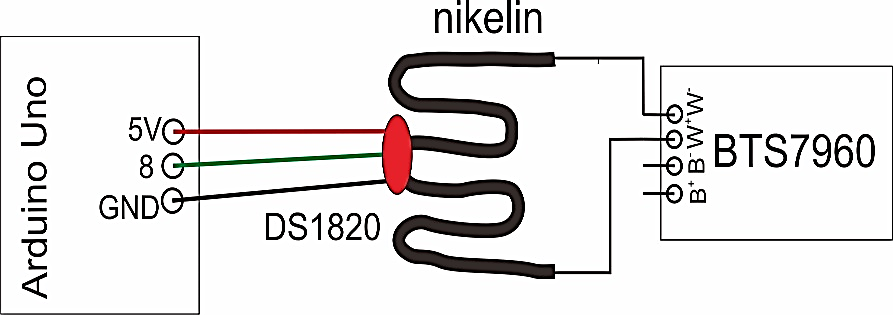 nikelin
Arduino Uno
5V
8
GND
DS1820
W-
W+
B-
B+
BTS7960